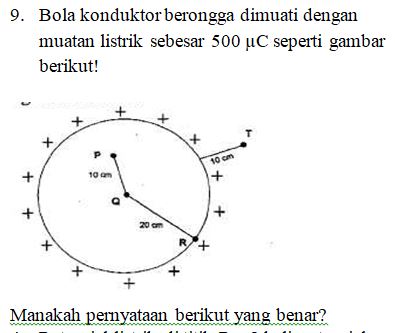 9. Bola konduktor berongga dimuati dengan
muatan listrik sebesar 500 µC seperti gambar
berikut!
T
P
10 cm
10 cm
Q
20 cm
R
Manakah pernyataan berikut yang benar?